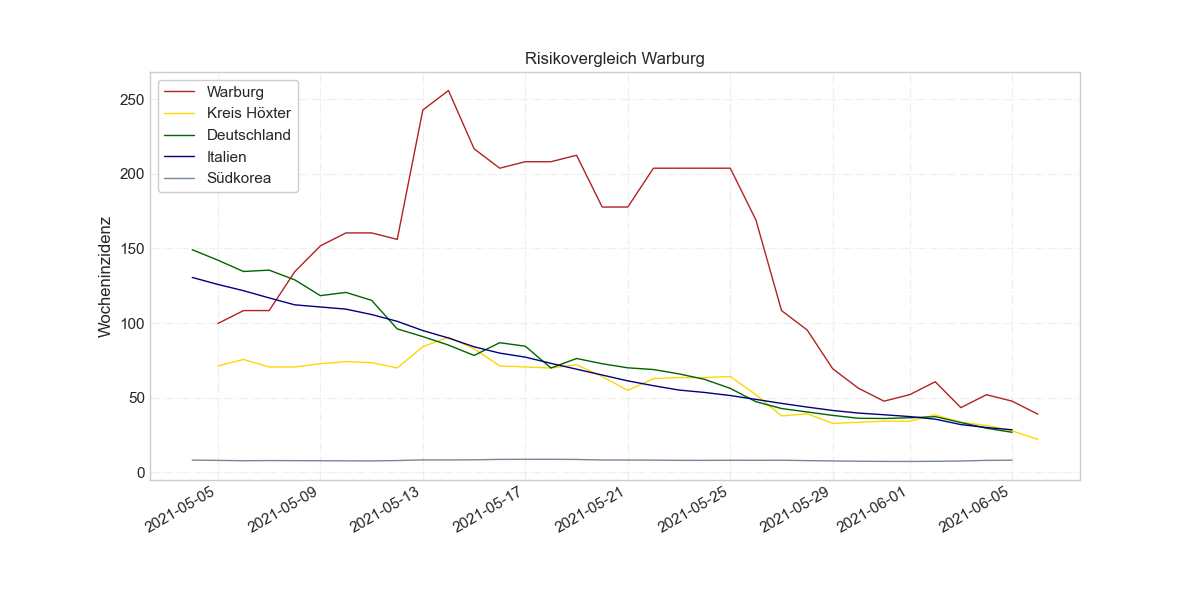 Risikovergleich Warburg
Warburg
Kreis Höxter
Deutschland
Italien
Südkorea
Wocheninzidenz
250
200
150
100
50
0
2021-05-05
2021-05-09
2021-05-13
2021-05-17
2021-05-21
2021-05-25
2021-05-29
2021-06-01
2021-06-05